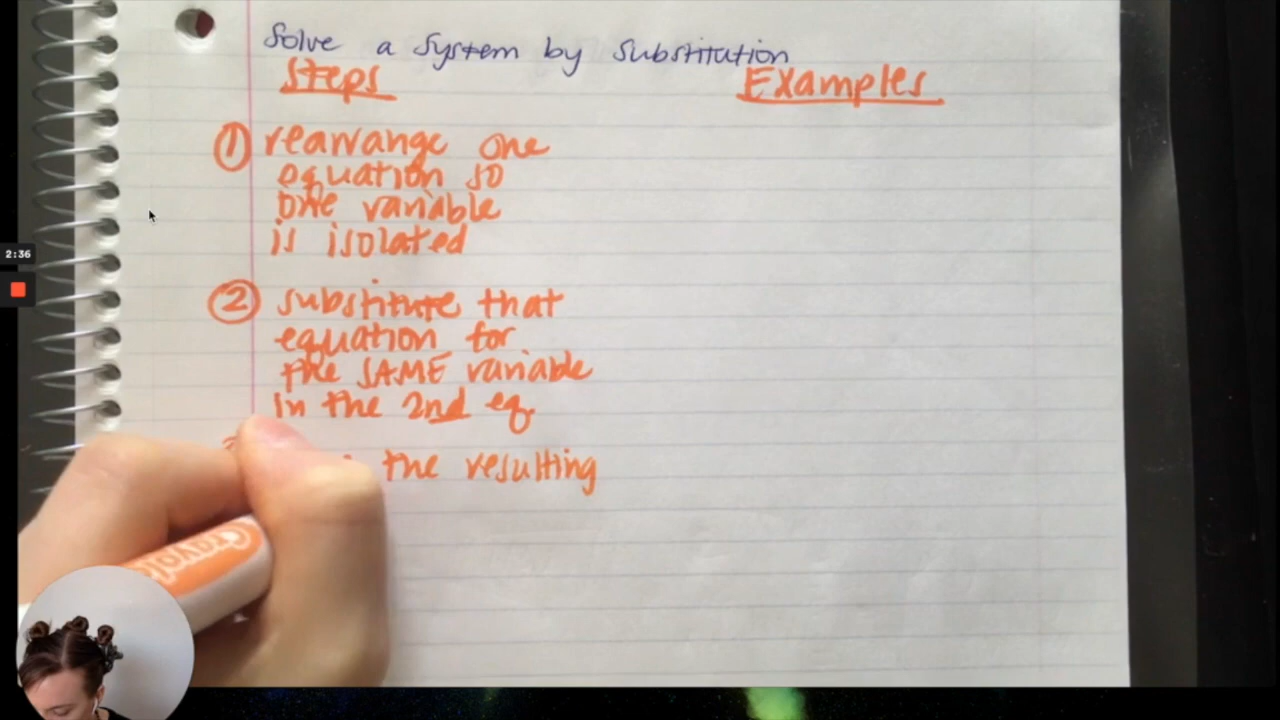 Solve a System by Substitution
Steps
Examples
① rearrange one
equation so
one variable
is isolated
② substitute that
equation for
the SAME variable
in the 2nd eq
the resulting
2:36